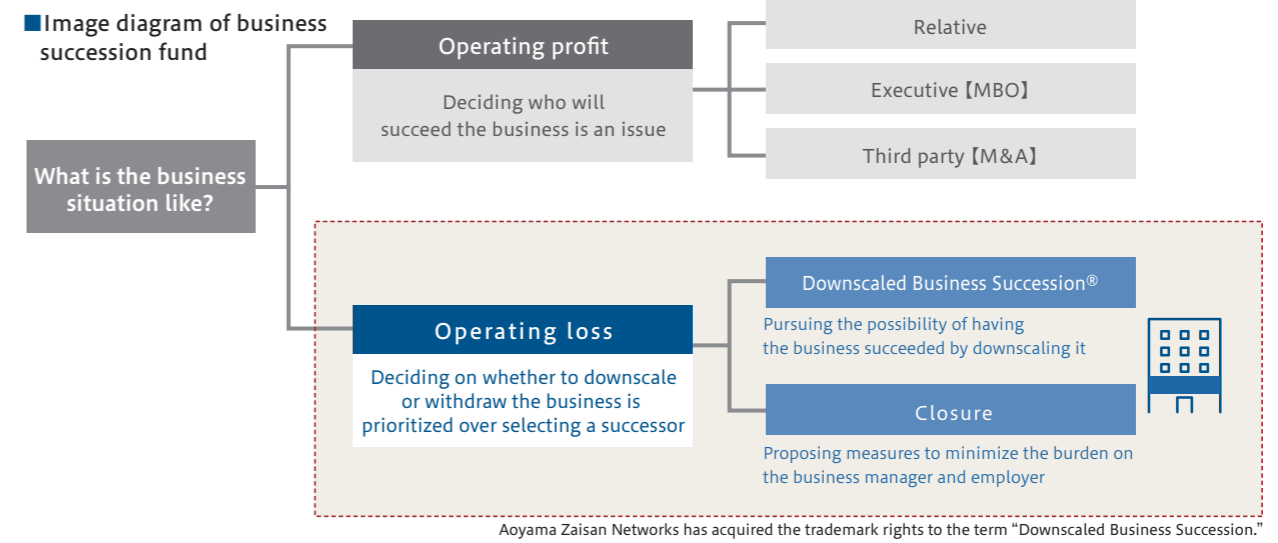 ■Image diagram of business
succession fund
What is the business
situation like?
Operating profit
Deciding who will
succeed the business is an issue
Relative
Executive【MBO】
Third party【M&A】
Operating loss
Deciding on whether to downscale
or withdraw the business is
prioritized over selecting a successor
Downscaled Business Succession®
Pursuing the possibility of having
the business succeeded by downscaling it
Closure
Proposing measures to minimize the burden on
the business manager and employer
Aoyama Zaisan Networks has acquired the trademark rights to the term “Downscaled Business Succession.”